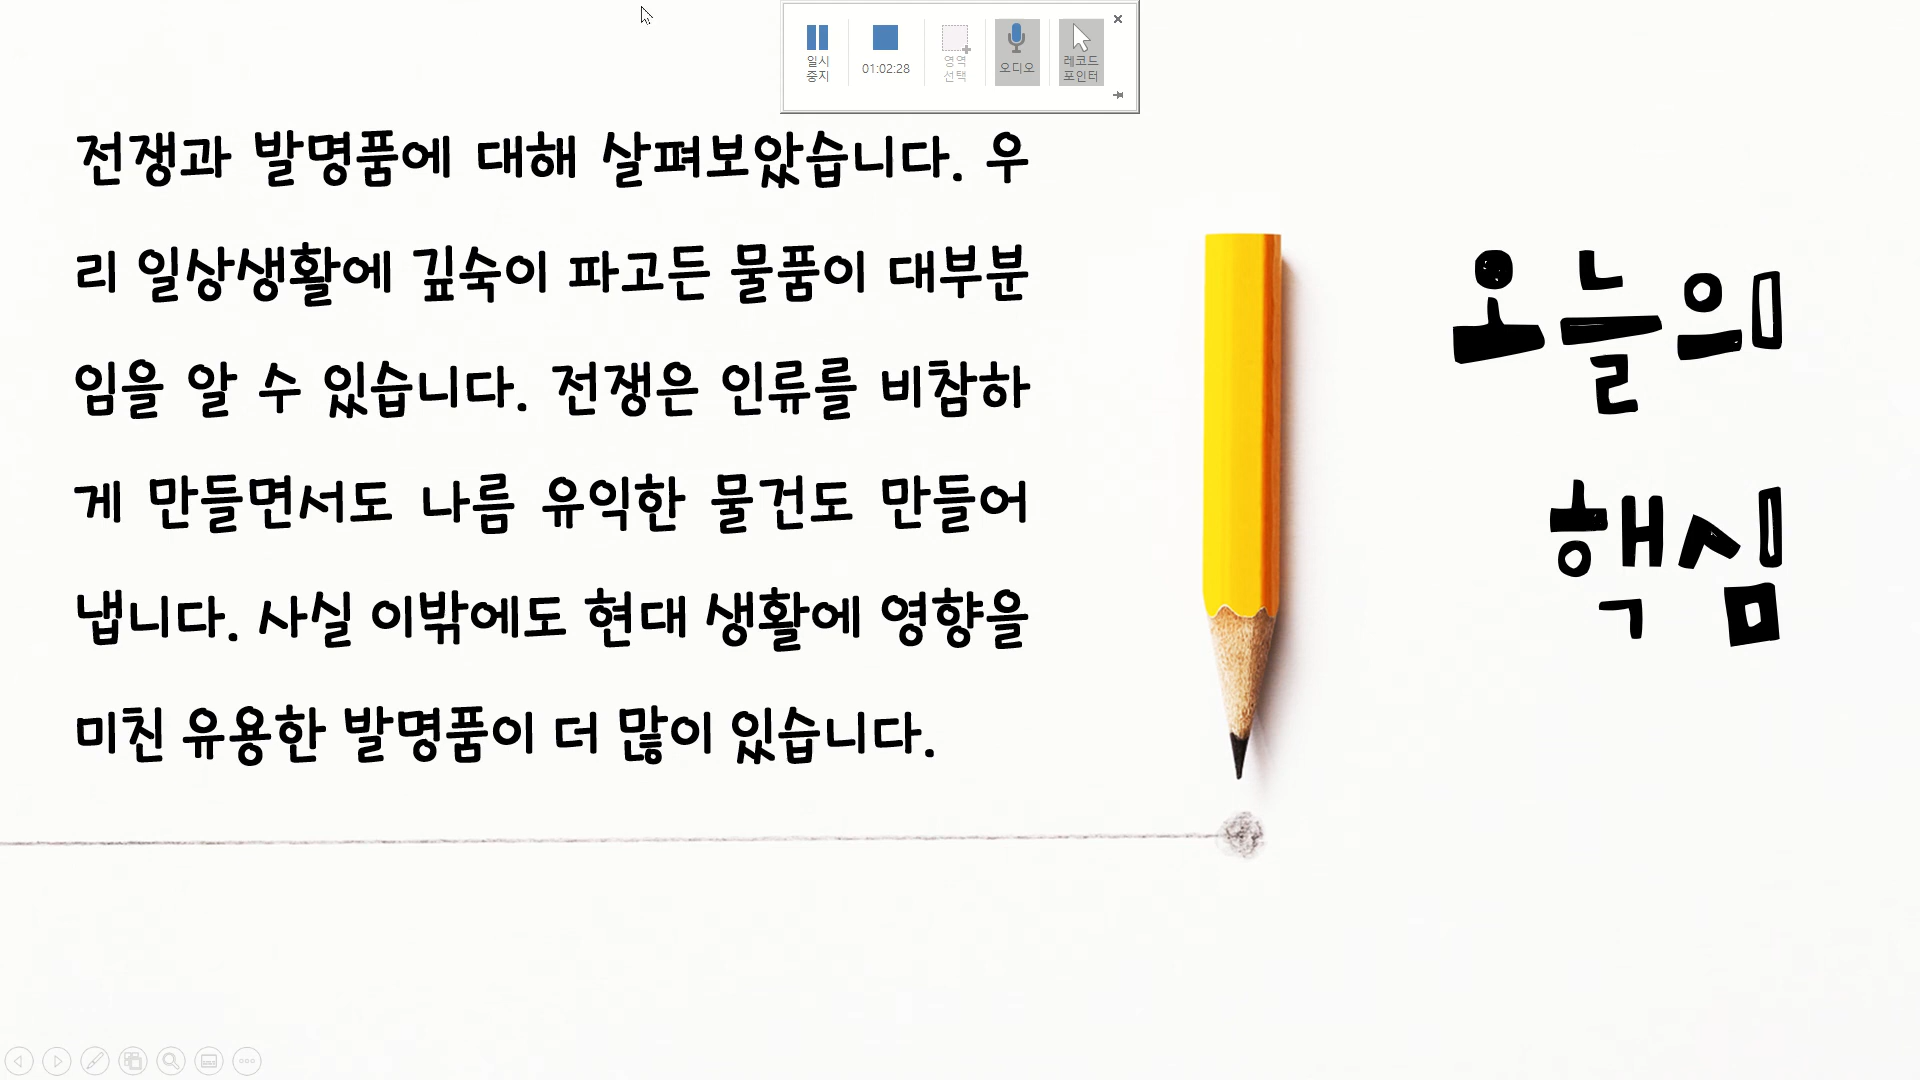 일시
중지
01:02:28
영역
선택
오디오
레코드
포인터
전쟁과 발명품에 대해 살펴보았습니다. 우
리 일상생활에 깊숙이 파고든 물품이 대부분
임을 알 수 있습니다. 전쟁은 인류를 비참하
게 만들면서도 나름 유익한 물건도 만들어
냅니다. 사실 이밖에도 현대 생활에 영향을
미친 유용한 발명품이 더 많이 있습니다.
오늘의
핵심